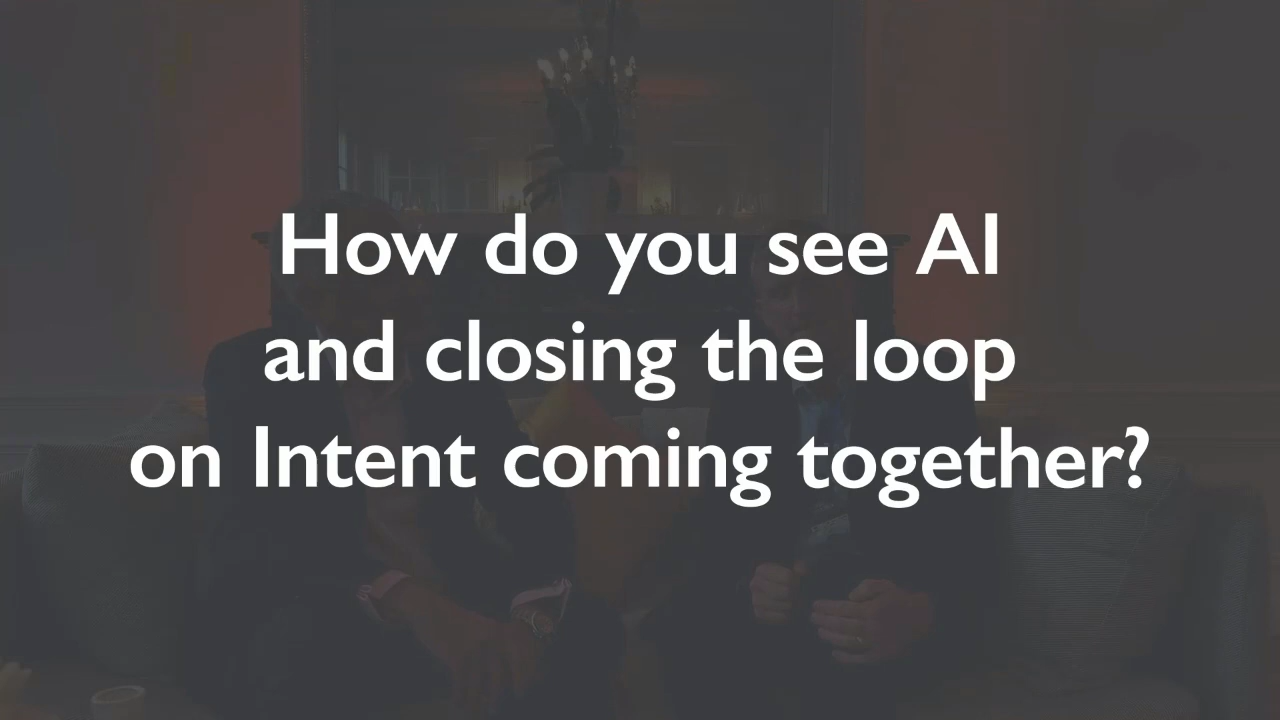 How do you see AI
and closing the loop
on Intent coming together?